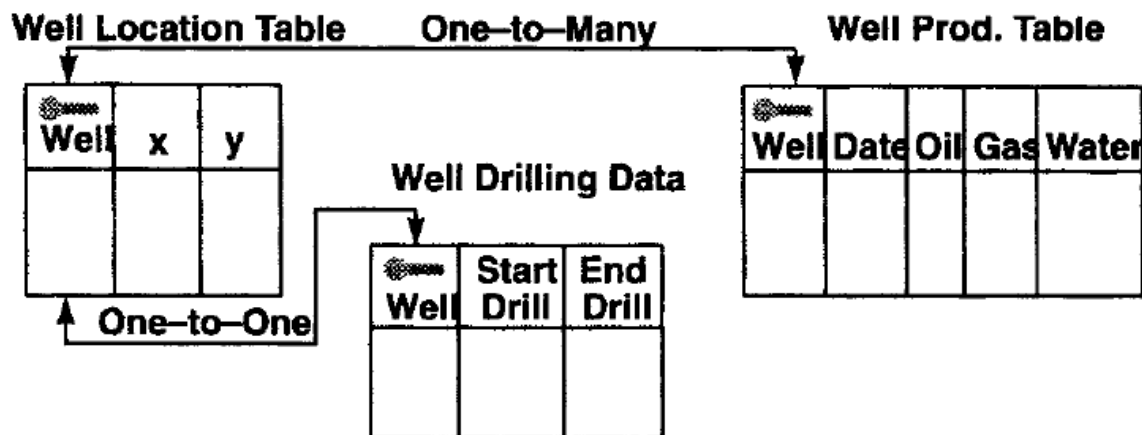 Well Location Table One–to–Many Well Prod. Table
Well x y
Well Date Oil Gas Water
Well Drilling Data
Well Start Drill End Drill
One–to–One